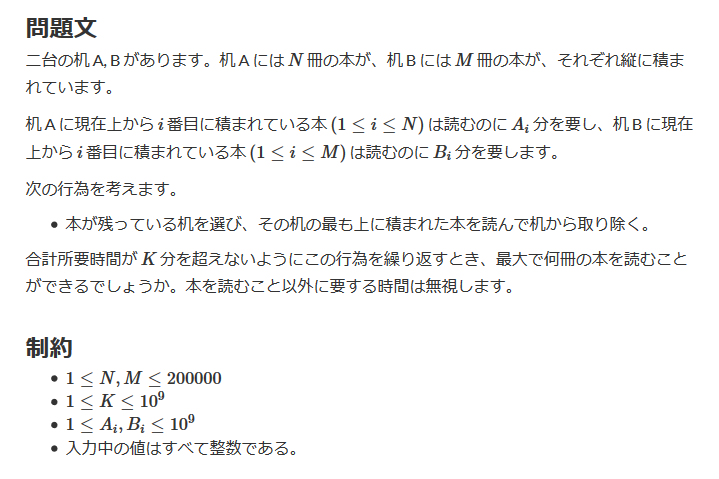 問題文
二台の机 A, B があります。机 A には N 冊の本が、机 B には M 冊の本が、それぞれ縦に積ま
れています。
机 A に現在上から i 番目に積まれている本 (1 ≤ i ≤ N) は読むのに A_i 分を要し、机 B に現在
上から i 番目に積まれている本 (1 ≤ i ≤ M) は読むのに B_i 分を要します。
次の行為を考えます。
• 本が残っている机を選び、その机の最も上に積まれた本を読んで机から取り除く。
合計所要時間が K 分を超えないようにこの行為を繰り返すとき、最大で何冊の本を読むこと
ができるでしょうか。本を読むこと以外に要する時間は無視します。
制約
• 1 ≤ N, M ≤ 200000
• 1 ≤ K ≤ 10^9
• 1 ≤ A_i, B_i ≤ 10^9
• 入力中の値はすべて整数である。